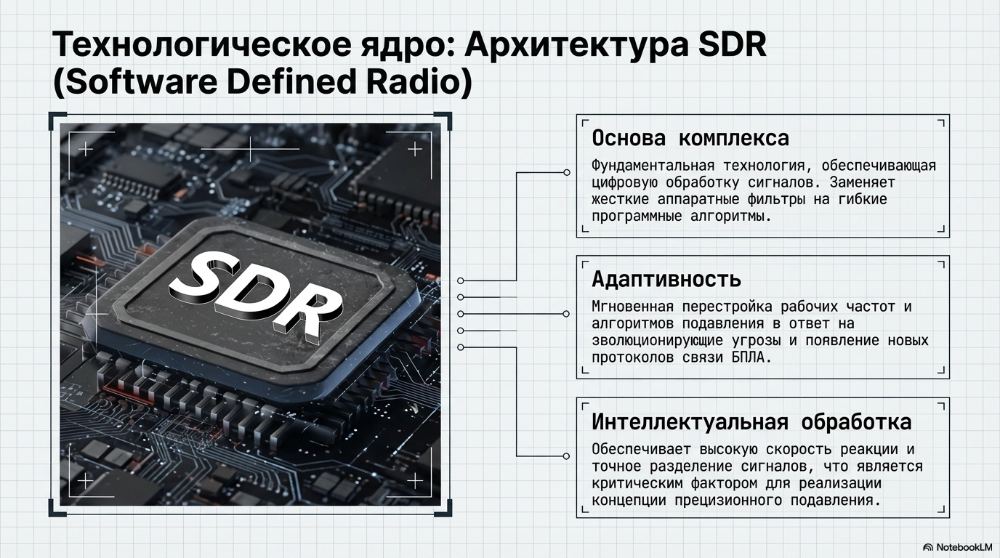 Технологическое ядро: Архитектура SDR
(Software Defined Radio)
SDR
Основа комплекса
Фундаментальная технология, обеспечивающая
цифровую обработку сигналов. Заменяет
жесткие аппаратные фильтры на гибкие
программные алгоритмы.
Адаптивность
Мгновенная перестройка рабочих частот и
алгоритмов подавления в ответ на
эволюционирующие угрозы и появление новых
протоколов связи БПЛА.
Интеллектуальная обработка
Обеспечивает высокую скорость реакции и
точное разделение сигналов, что является
критическим фактором для реализации
концепции прецизионного подавления.
NotebookLM